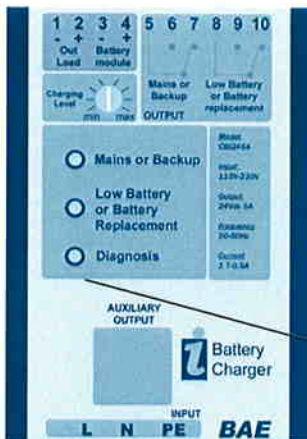 1 2 3 4 5 6 7 8 9 10
- + - +
Out Load
Battery module
Mains or Backup
Low Battery or Battery replacement
Charging Level
min max
OUTPUT
Mains or Backup
Low Battery
or Battery
Replacement
Diagnosis
Model:
Input:
110V-230V
Output:
24Vdc 5A
Frequency
50-60Hz
Current
AUXILIARY
OUTPUT
i Battery
Charger
INPUT
L N PE BAE